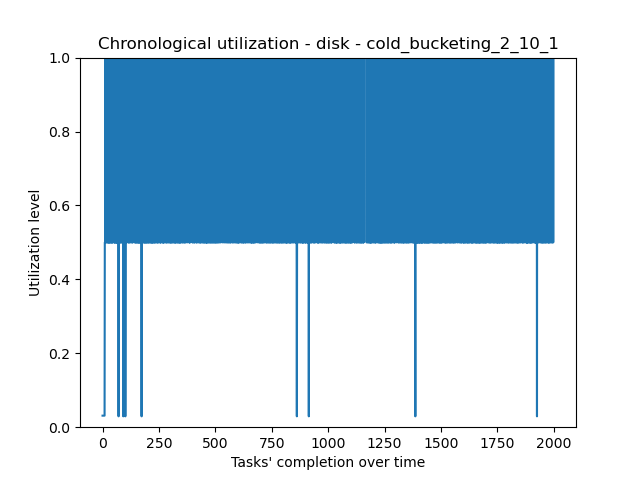 Chronological utilization - disk - cold_bucketing_2_10_1
1.0
0.8
0.6
0.4
0.2
0.0
Utilization level
0 250 500 750 1000 1250 1500 1750 2000
Tasks' completion over time